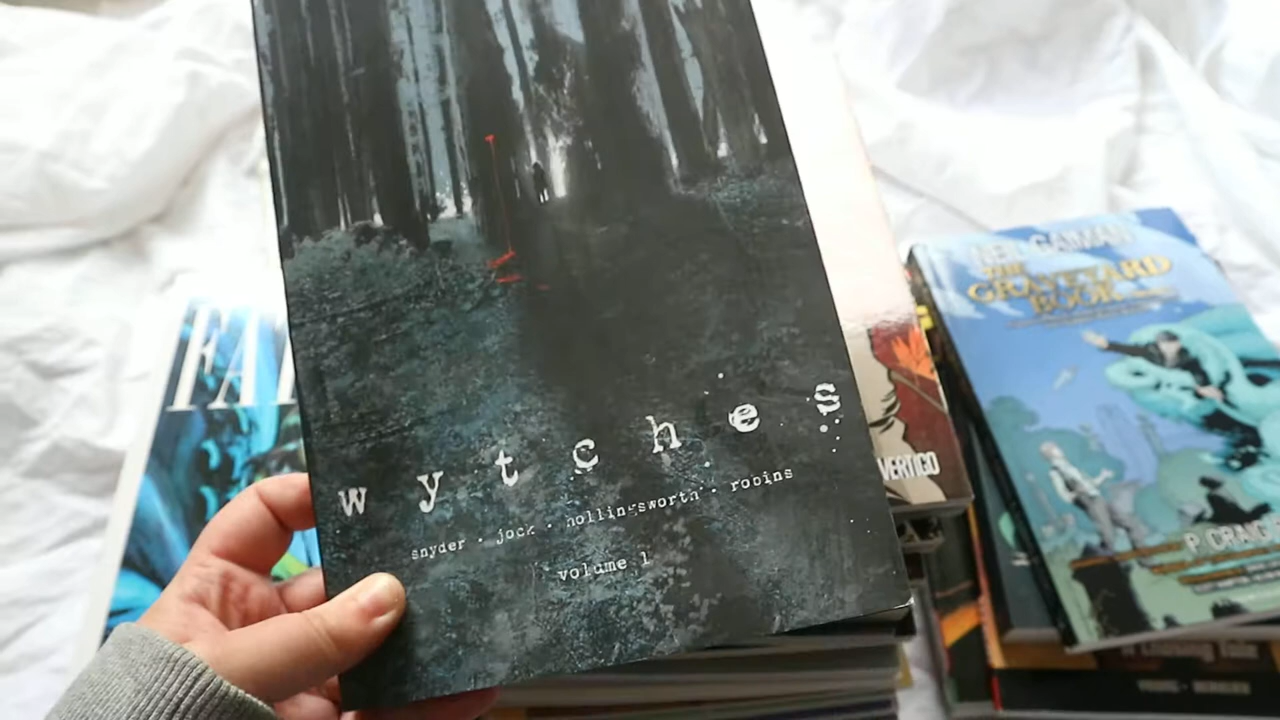 wytches
snyder . jock . hollingsworth . robins
volume 1
VERTIGO
NEIL GAIMAN
THE
GRAVEYARD
BOOK
P. CRAIG